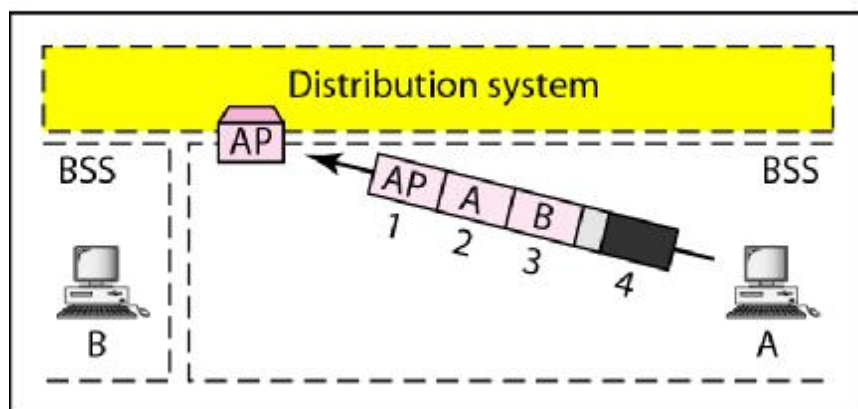 Distribution system
AP
BSS
BSS
AP A B
1 2 3 4
B
A